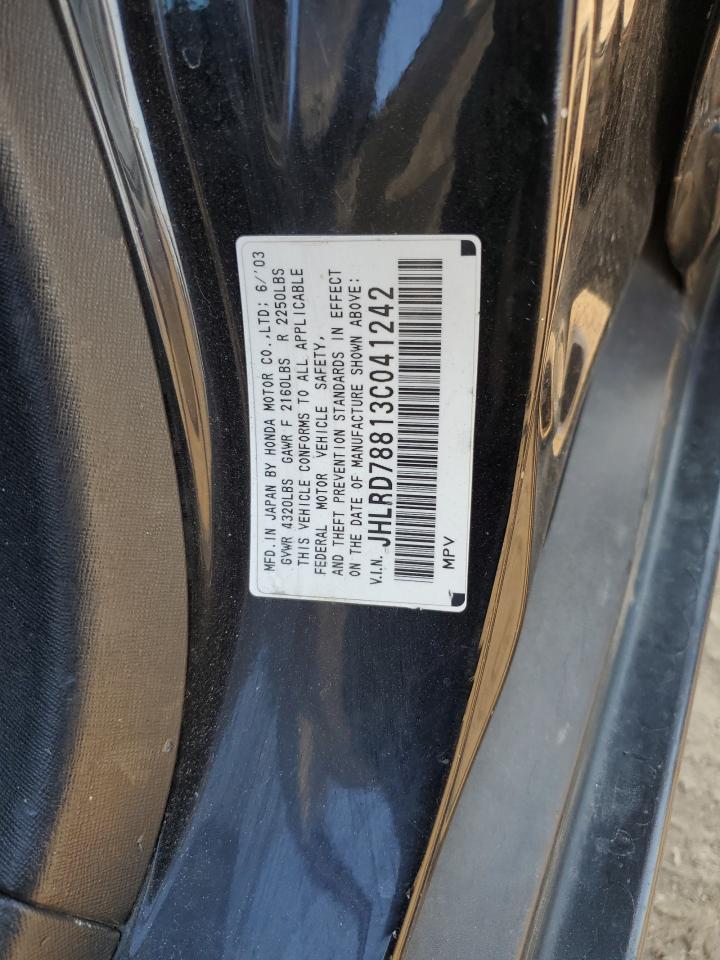 MFD.IN JAPAN BY HONDA MOTOR CO.,LTD; 6/'03
GVWR 4320LBS GAWR F 2160LBS R 2250LBS
THIS VEHICLE CONFORMS TO ALL APPLICABLE
FEDERAL MOTOR VEHICLE SAFETY,
AND THEFT PREVENTION STANDARDS IN EFFECT
ON THE DATE OF MANUFACTURE SHOWN ABOVE:
V.I.N. JHLRD78813C041242
MPV